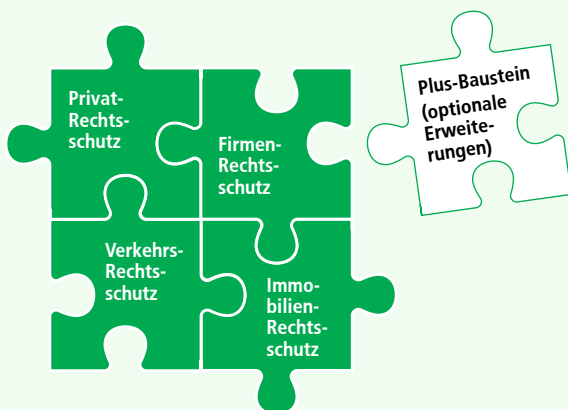 Privat-
Rechts-
schutz
Firmen-
Rechts-
schutz
Plus-Baustein
(optionale
Erweite-
rungen)
Verkehrs-
Rechts-
schutz
Immo-
bilien-
Rechts-
schutz